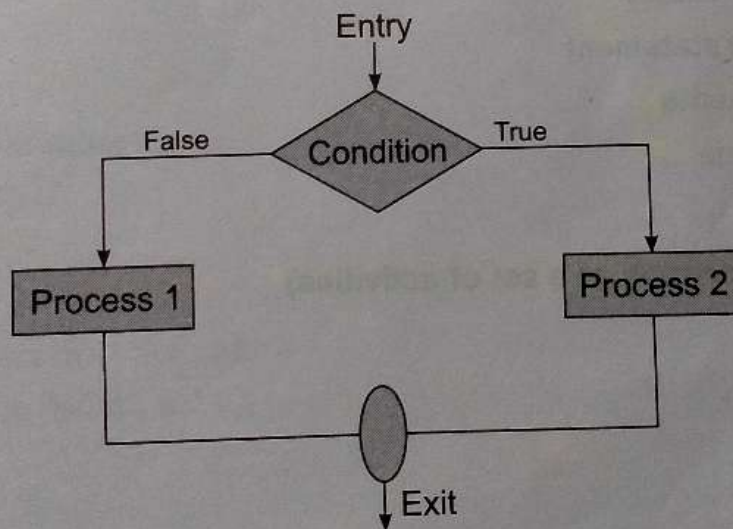 Entry
False
Condition
True
Process 1
Process 2
Exit